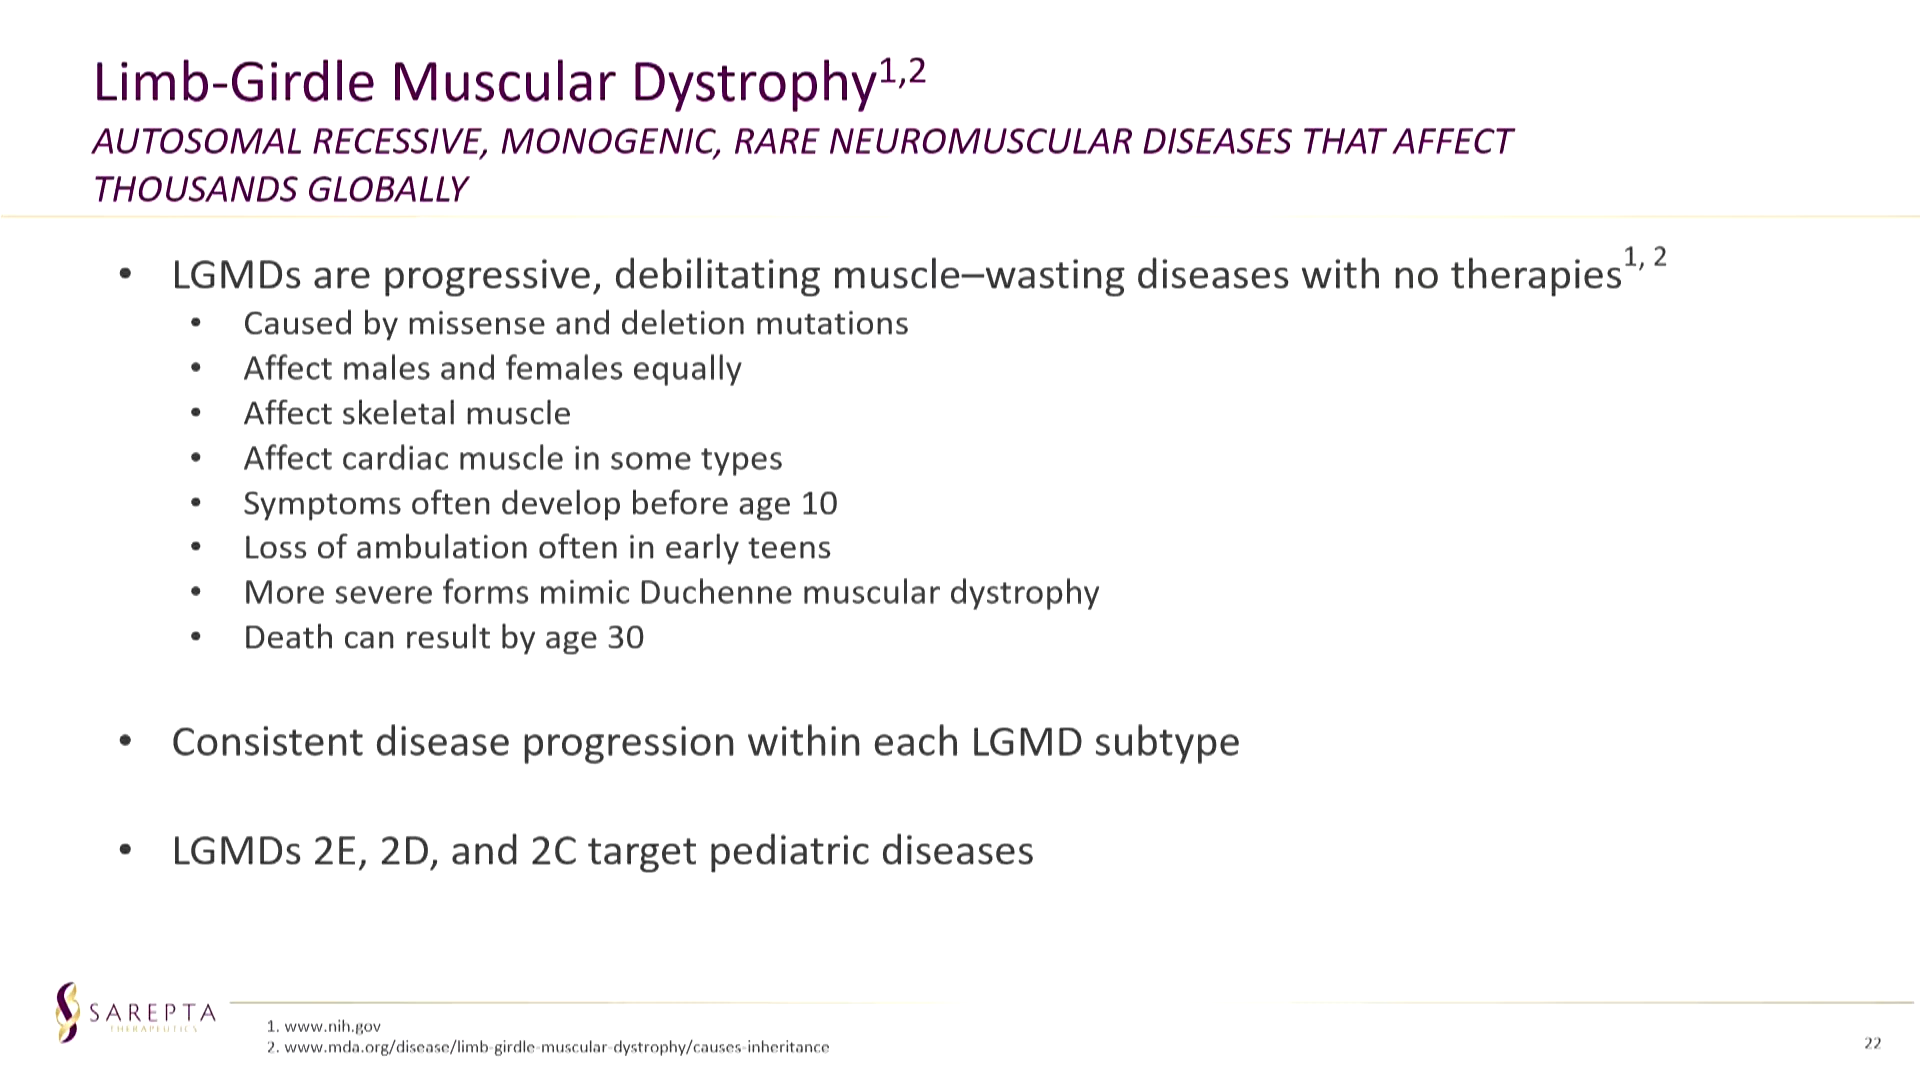 Limb-Girdle Muscular Dystrophy1,2
AUTOSOMAL RECESSIVE, MONOGENIC, RARE NEUROMUSCULAR DISEASES THAT AFFECT
THOUSANDS GLOBALLY
• LGMDs are progressive, debilitating muscle–wasting diseases with no therapies1, 2
• Caused by missense and deletion mutations
• Affect males and females equally
• Affect skeletal muscle
• Affect cardiac muscle in some types
• Symptoms often develop before age 10
• Loss of ambulation often in early teens
• More severe forms mimic Duchenne muscular dystrophy
• Death can result by age 30
• Consistent disease progression within each LGMD subtype
• LGMDs 2E, 2D, and 2C target pediatric diseases
SAREPTA
THERAPEUTICS
1. www.nih.gov
2. www.mda.org/disease/limb-girdle-muscular-dystrophy/causes-inheritance
22